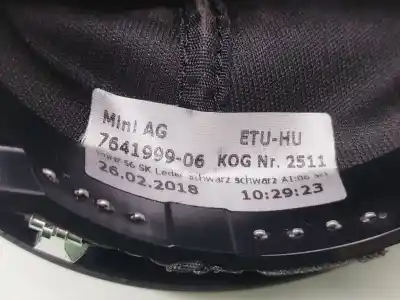 Mini AG ETU-HU
7641999-06 KOG Nr. 2511
SK Leder schwarz schwarz
26.02.2018 10:29:23